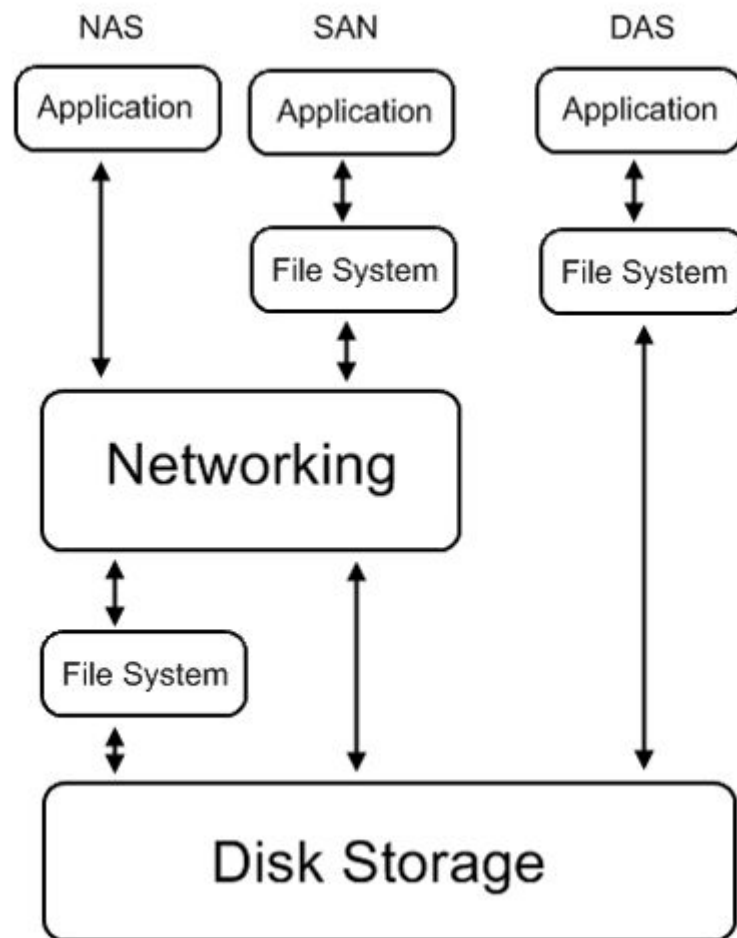 NAS
SAN
DAS
Application
Application
Application
File System
File System
Networking
File System
Disk Storage